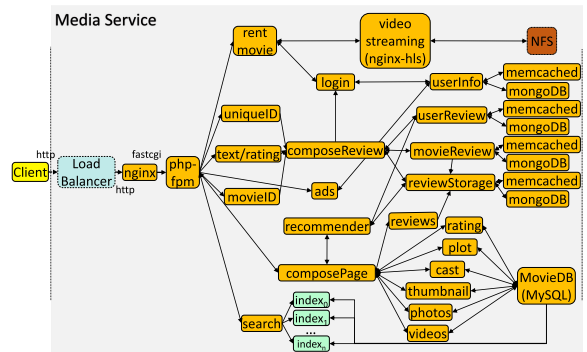 Media Service
rent
movie
video
streaming
(nginx-hls)
NFS
login
userInfo
memcached
mongoDB
uniqueID
userReview
memcached
mongoDB
http
fastcgi
text/rating
composeReview
movieReview
memcached
mongoDB
Client
Load
Balancer
nginx
php-
fpm
http
movieID
ads
reviewStorage
memcached
mongoDB
recommender
reviews
rating
plot
composePage
cast
MovieDB
(MySQL)
thumbnail
index0
photos
search
index1
videos
...
indexn